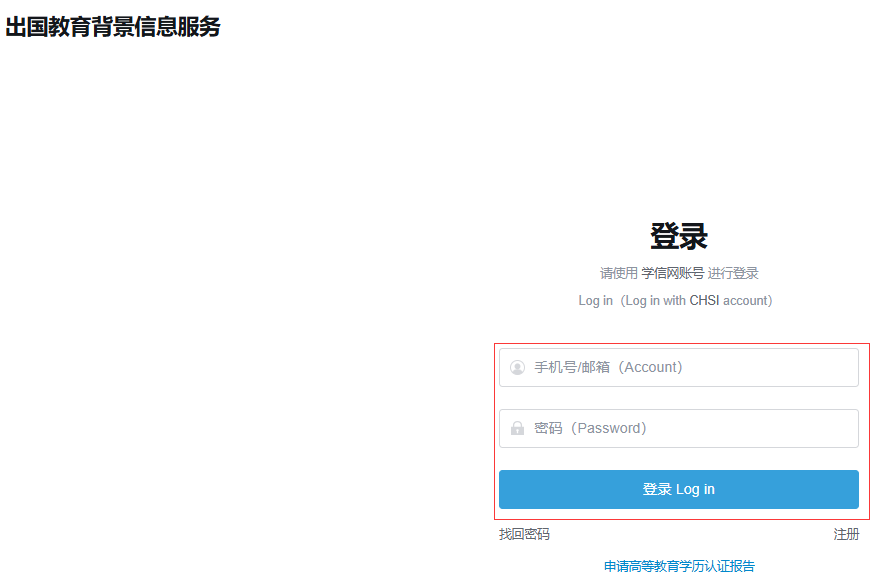 出国教育背景信息服务
登录
请使用 学信网账号 进行登录
Log in（Log in with CHSI account）
手机号/邮箱（Account）
密码（Password）
登录 Log in
找回密码 注册
申请高等教育学历认证报告